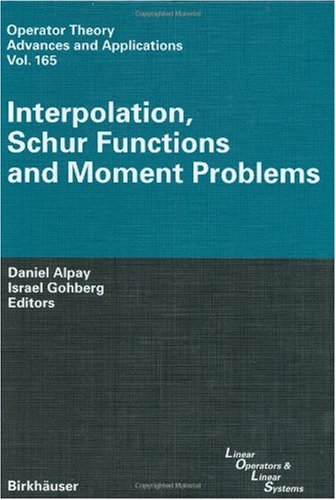 Operator Theory
Advances and Applications
Vol. 165
Interpolation,
Schur Functions
and Moment Problems
Daniel Alpay
Israel Gohberg
Editors
Linear
Operators &
Linear
Systems
Birkhäuser